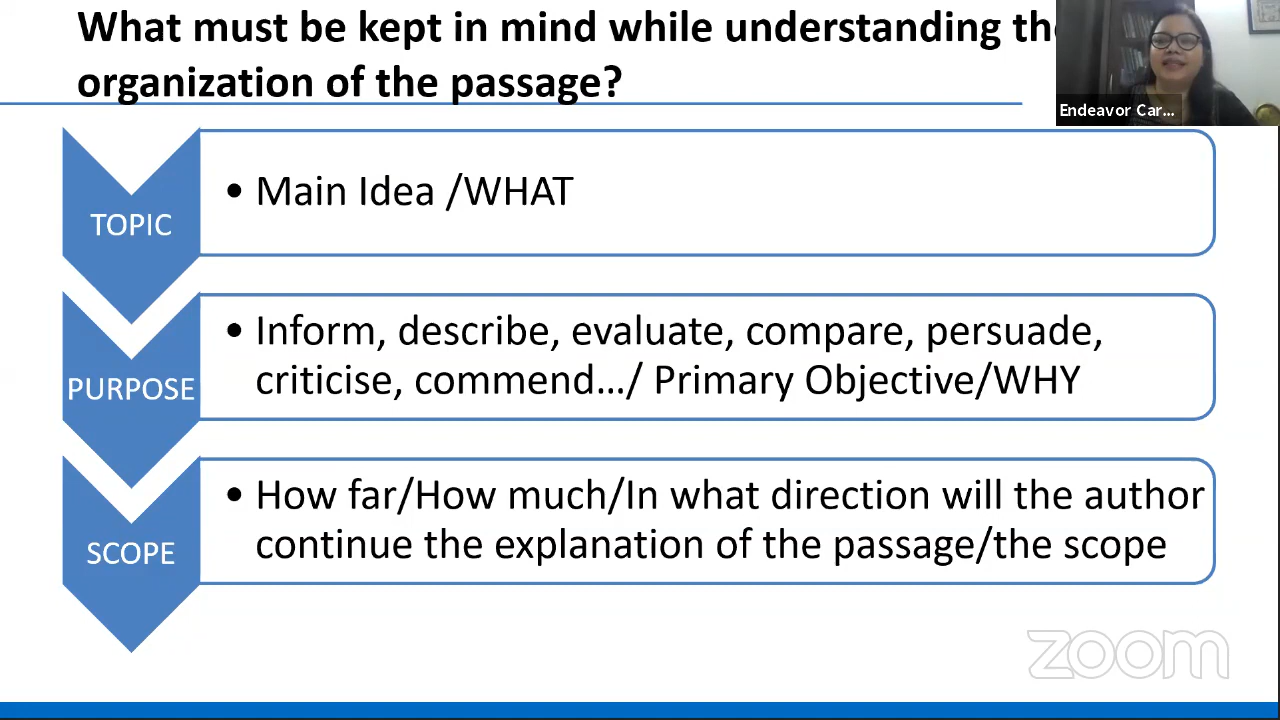 What must be kept in mind while understanding
organization of the passage?
Endeavor Car...
TOPIC
• Main Idea /WHAT
PURPOSE
• Inform, describe, evaluate, compare, persuade,
criticise, commend.../ Primary Objective/WHY
SCOPE
• How far/How much/In what direction will the author
continue the explanation of the passage/the scope
zoom